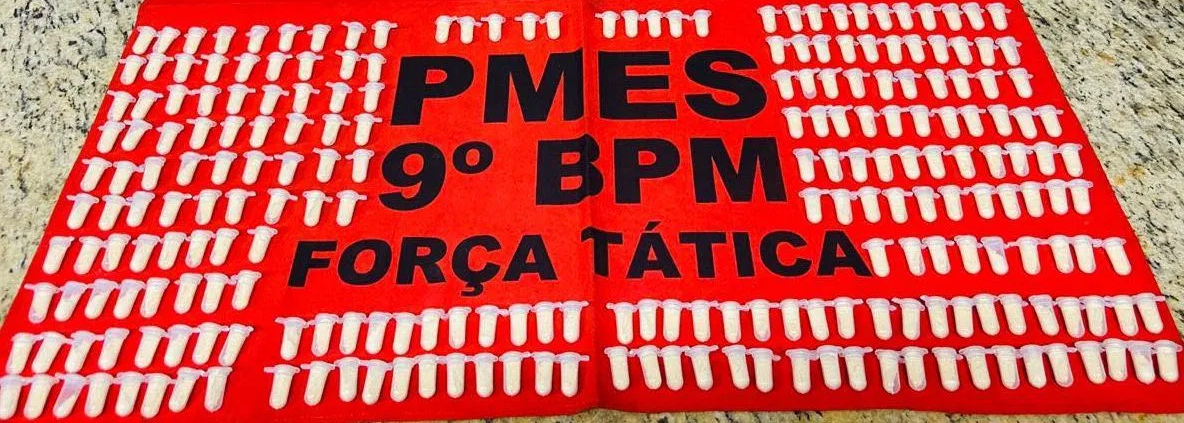 PMES
9º BPM
FORÇA TÁTICA